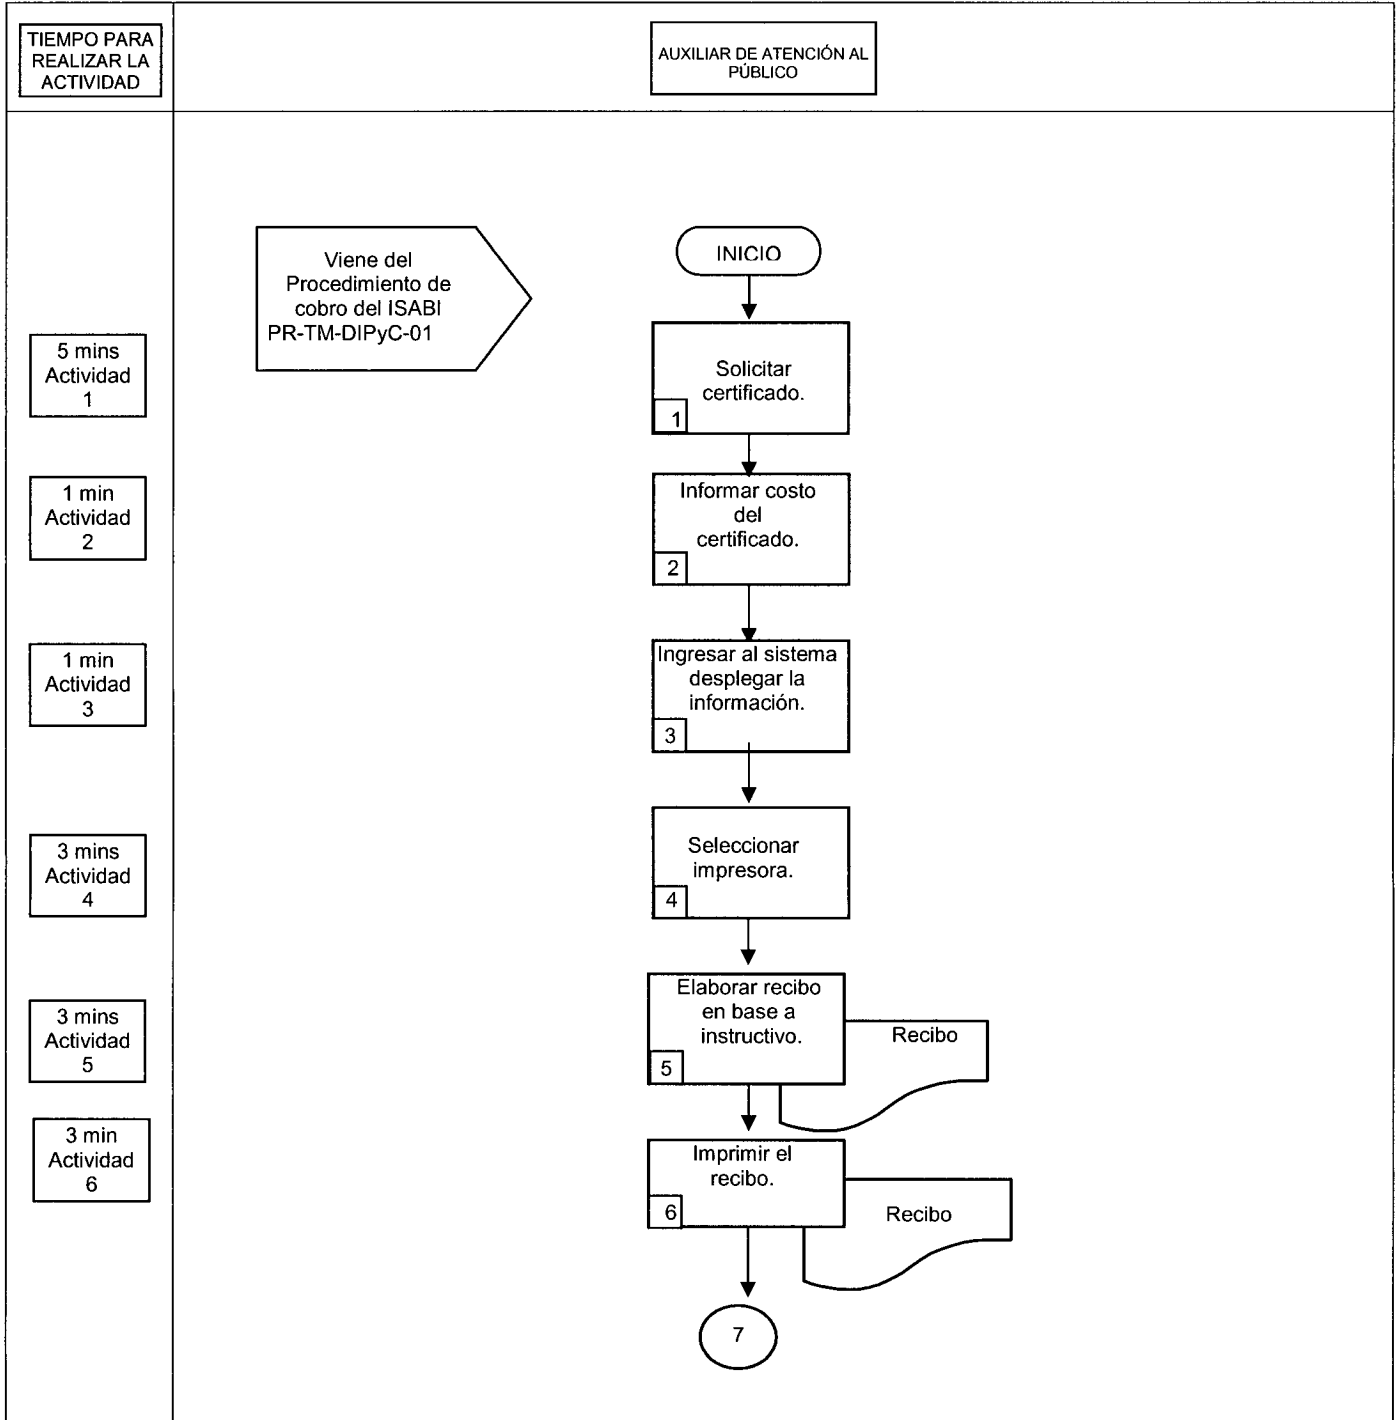 TIEMPO PARA
REALIZAR LA
ACTIVIDAD
AUXILIAR DE ATENCIÓN AL
PÚBLICO
Viene del
Procedimiento de
cobro del ISABI
PR-TM-DIPyC-01
INICIO
5 mins
Actividad
1
Solicitar
certificado.
1
1 min
Actividad
2
Informar costo
del
certificado.
2
1 min
Actividad
3
Ingresar al sistema
desplegar la
información.
3
3 mins
Actividad
4
Seleccionar
impresora.
4
3 mins
Actividad
5
Elaborar recibo
en base a
instructivo.
5
Recibo
3 min
Actividad
6
Imprimir el
recibo.
6
Recibo
7